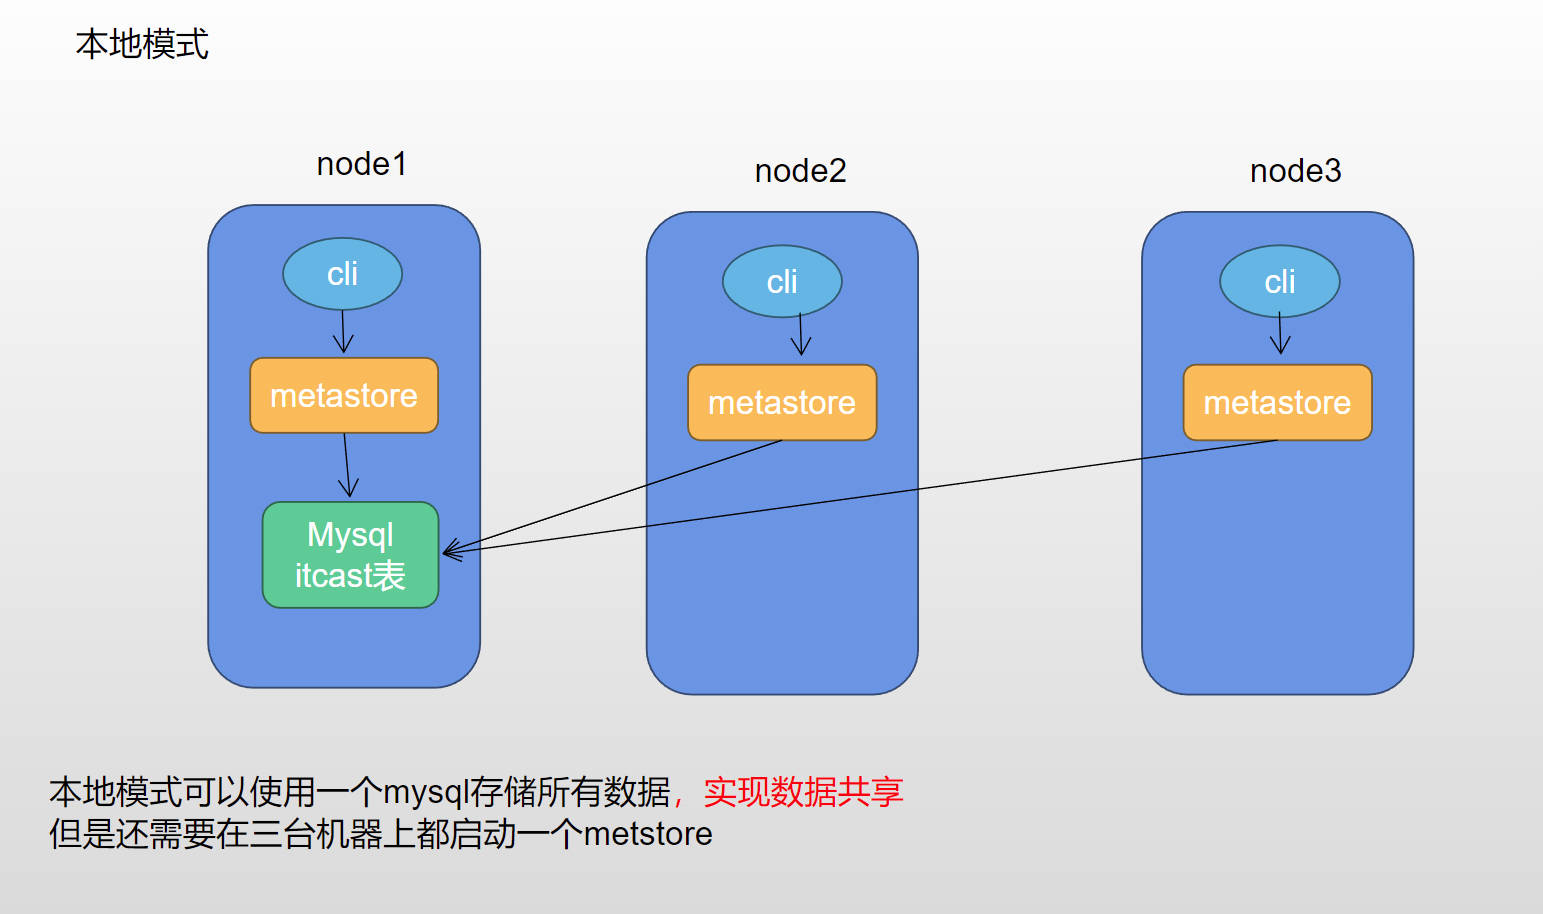 本地模式
node1
node2
node3
cli
cli
cli
metastore
metastore
metastore
Mysql
itcast表
本地模式可以使用一个mysql存储所有数据，实现数据共享
但是还需要在三台机器上都启动一个metstore